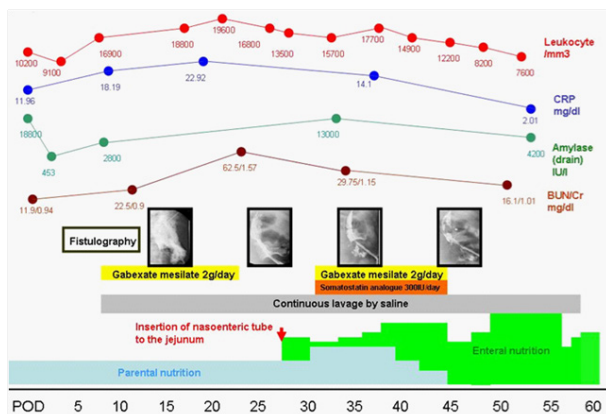 19600
18800
17700
16900
16800
15700
14900
13500
12200
10200
9100
8200
7600
Leukocyte
/mm3
22.92
18.19
14.1
11.96
2.01
CRP
mg/dl
18800
13000
2800
453
4200
Amylase
(drain)
IU/l
62.5/1.57
29.75/1.15
22.5/0.9
11.9/0.94
16.1/1.01
BUN/Cr
mg/dl
Fistulography
Gabexate mesilate 2g/day
Gabexate mesilate 2g/day
Somatostatin analogue 300IU/day
Continuous lavage by saline
Insertion of nasoenteric tube
to the jejunum
Enteral nutrition
Parental nutrition
POD 5 10 15 20 25 30 35 40 45 50 55 60